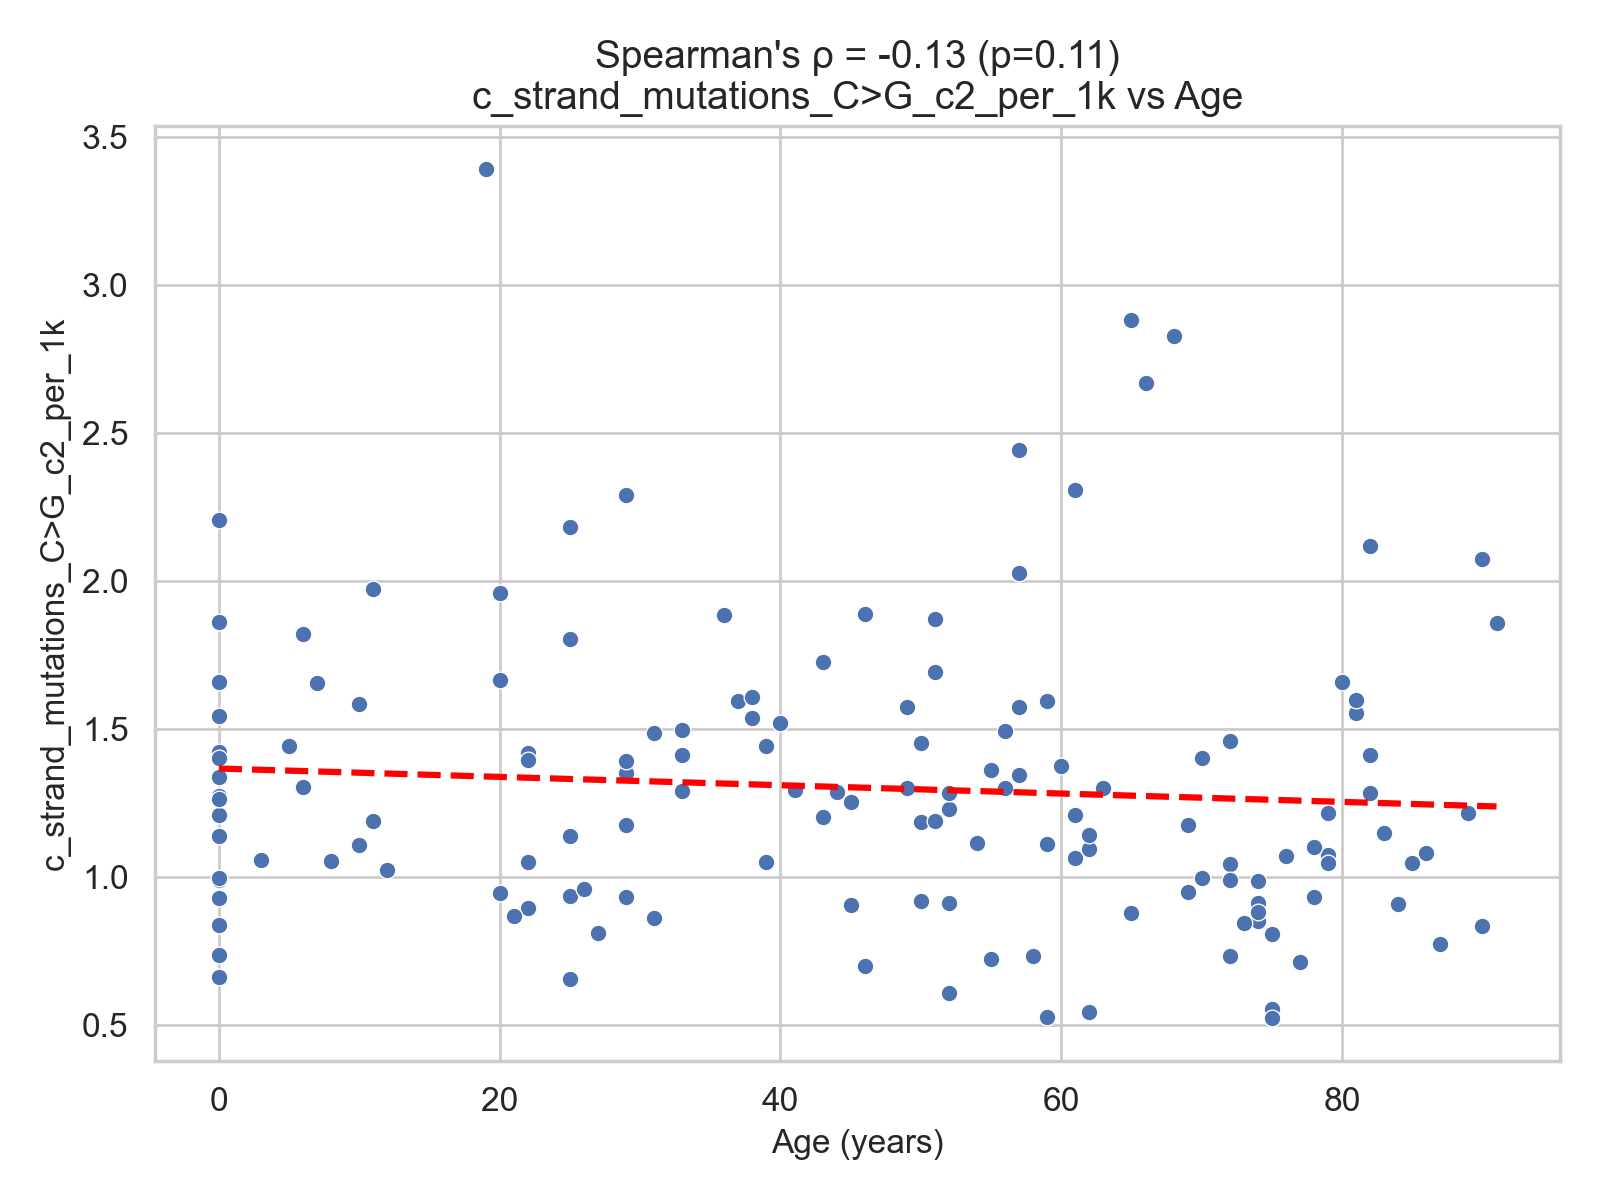 Spearman's ρ = -0.13 (p=0.11)
c_strand_mutations_C>G_c2_per_1k vs Age
c_strand_mutations_C>G_c2_per_1k
3.5
3.0
2.5
2.0
1.5
1.0
0.5
0 20 40 60 80
Age (years)